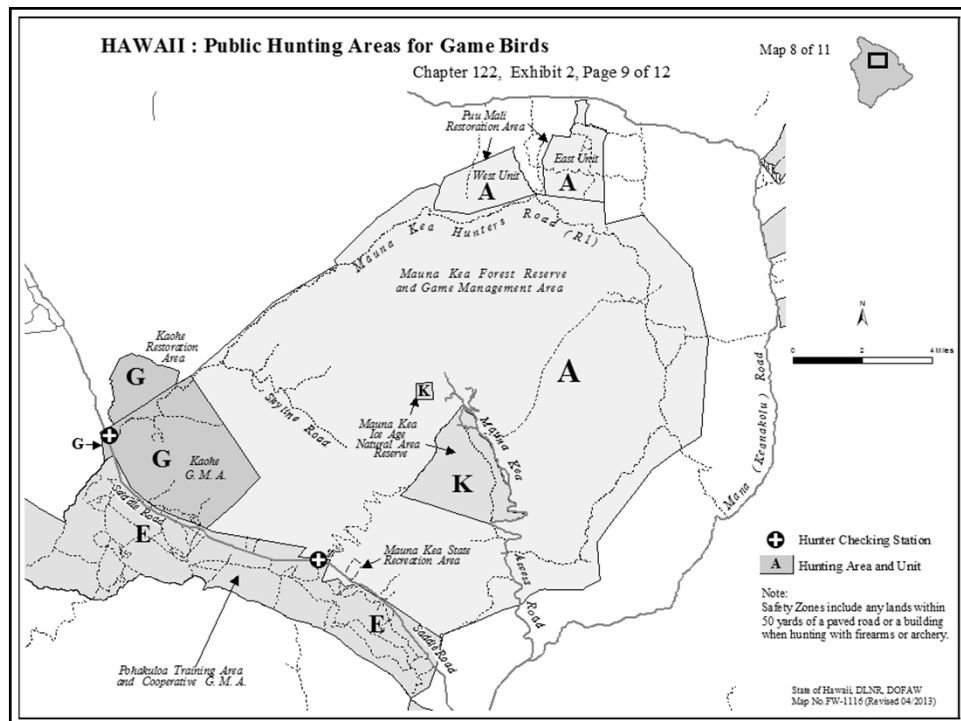 HAWAII : Public Hunting Areas for Game Birds
Chapter 122, Exhibit 2, Page 9 of 12
Map 8 of 11
Puu Mali
Restoration Area
West Unit
A
East Unit
A
Mauna Kea Hunters Road (R1)
Mauna Kea Forest Reserve
and Game Management Area
N
0 2 4 Miles
Kaohe
Restoration
Area
G
Skyline Road
K
A
Mauna Kea
Ice Age
Natural Area
Reserve
Mauna Kea
Access
Road
Mana (Keanakolu) Road
G
G
Kaohe
G. M. A.
K
Saddle Road
E
Mauna Kea State
Recreation Area
E
Saddle Road
Pohakuloa Training Area
and Cooperative G. M. A.
Hunter Checking Station
A Hunting Area and Unit
Note:
Safety Zones include any lands within
50 yards of a paved road or a building
when hunting with firearms or archery.
State of Hawaii, DLNR, DOFAW
Map No.FW-1116 (Revised 04/2013)